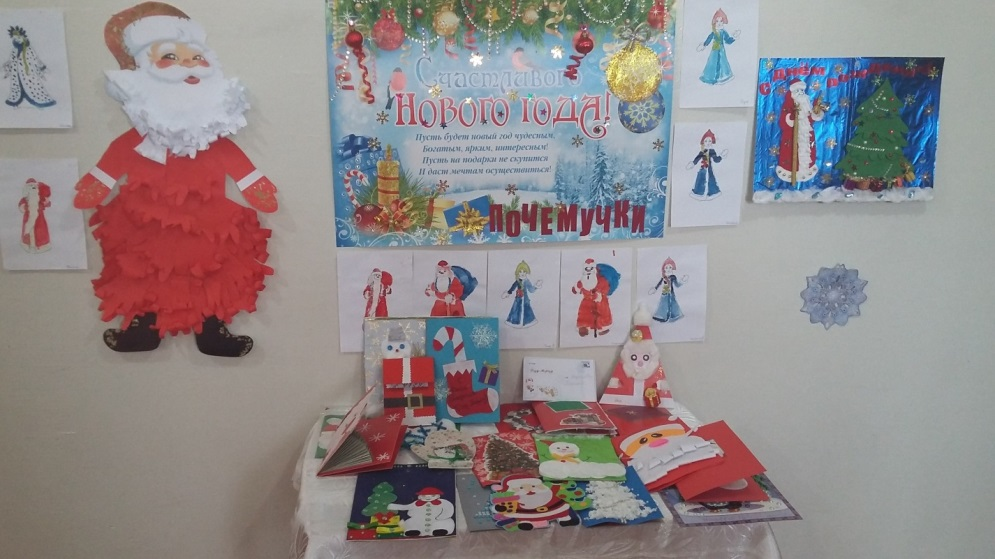 Счастливого
Нового года!
Пусть будет новый год чудесным,
Богатым, ярким, интересным!
Пусть на подарки не скупится
И даст мечтам осуществиться!
ПОЧЕМУЧКИ